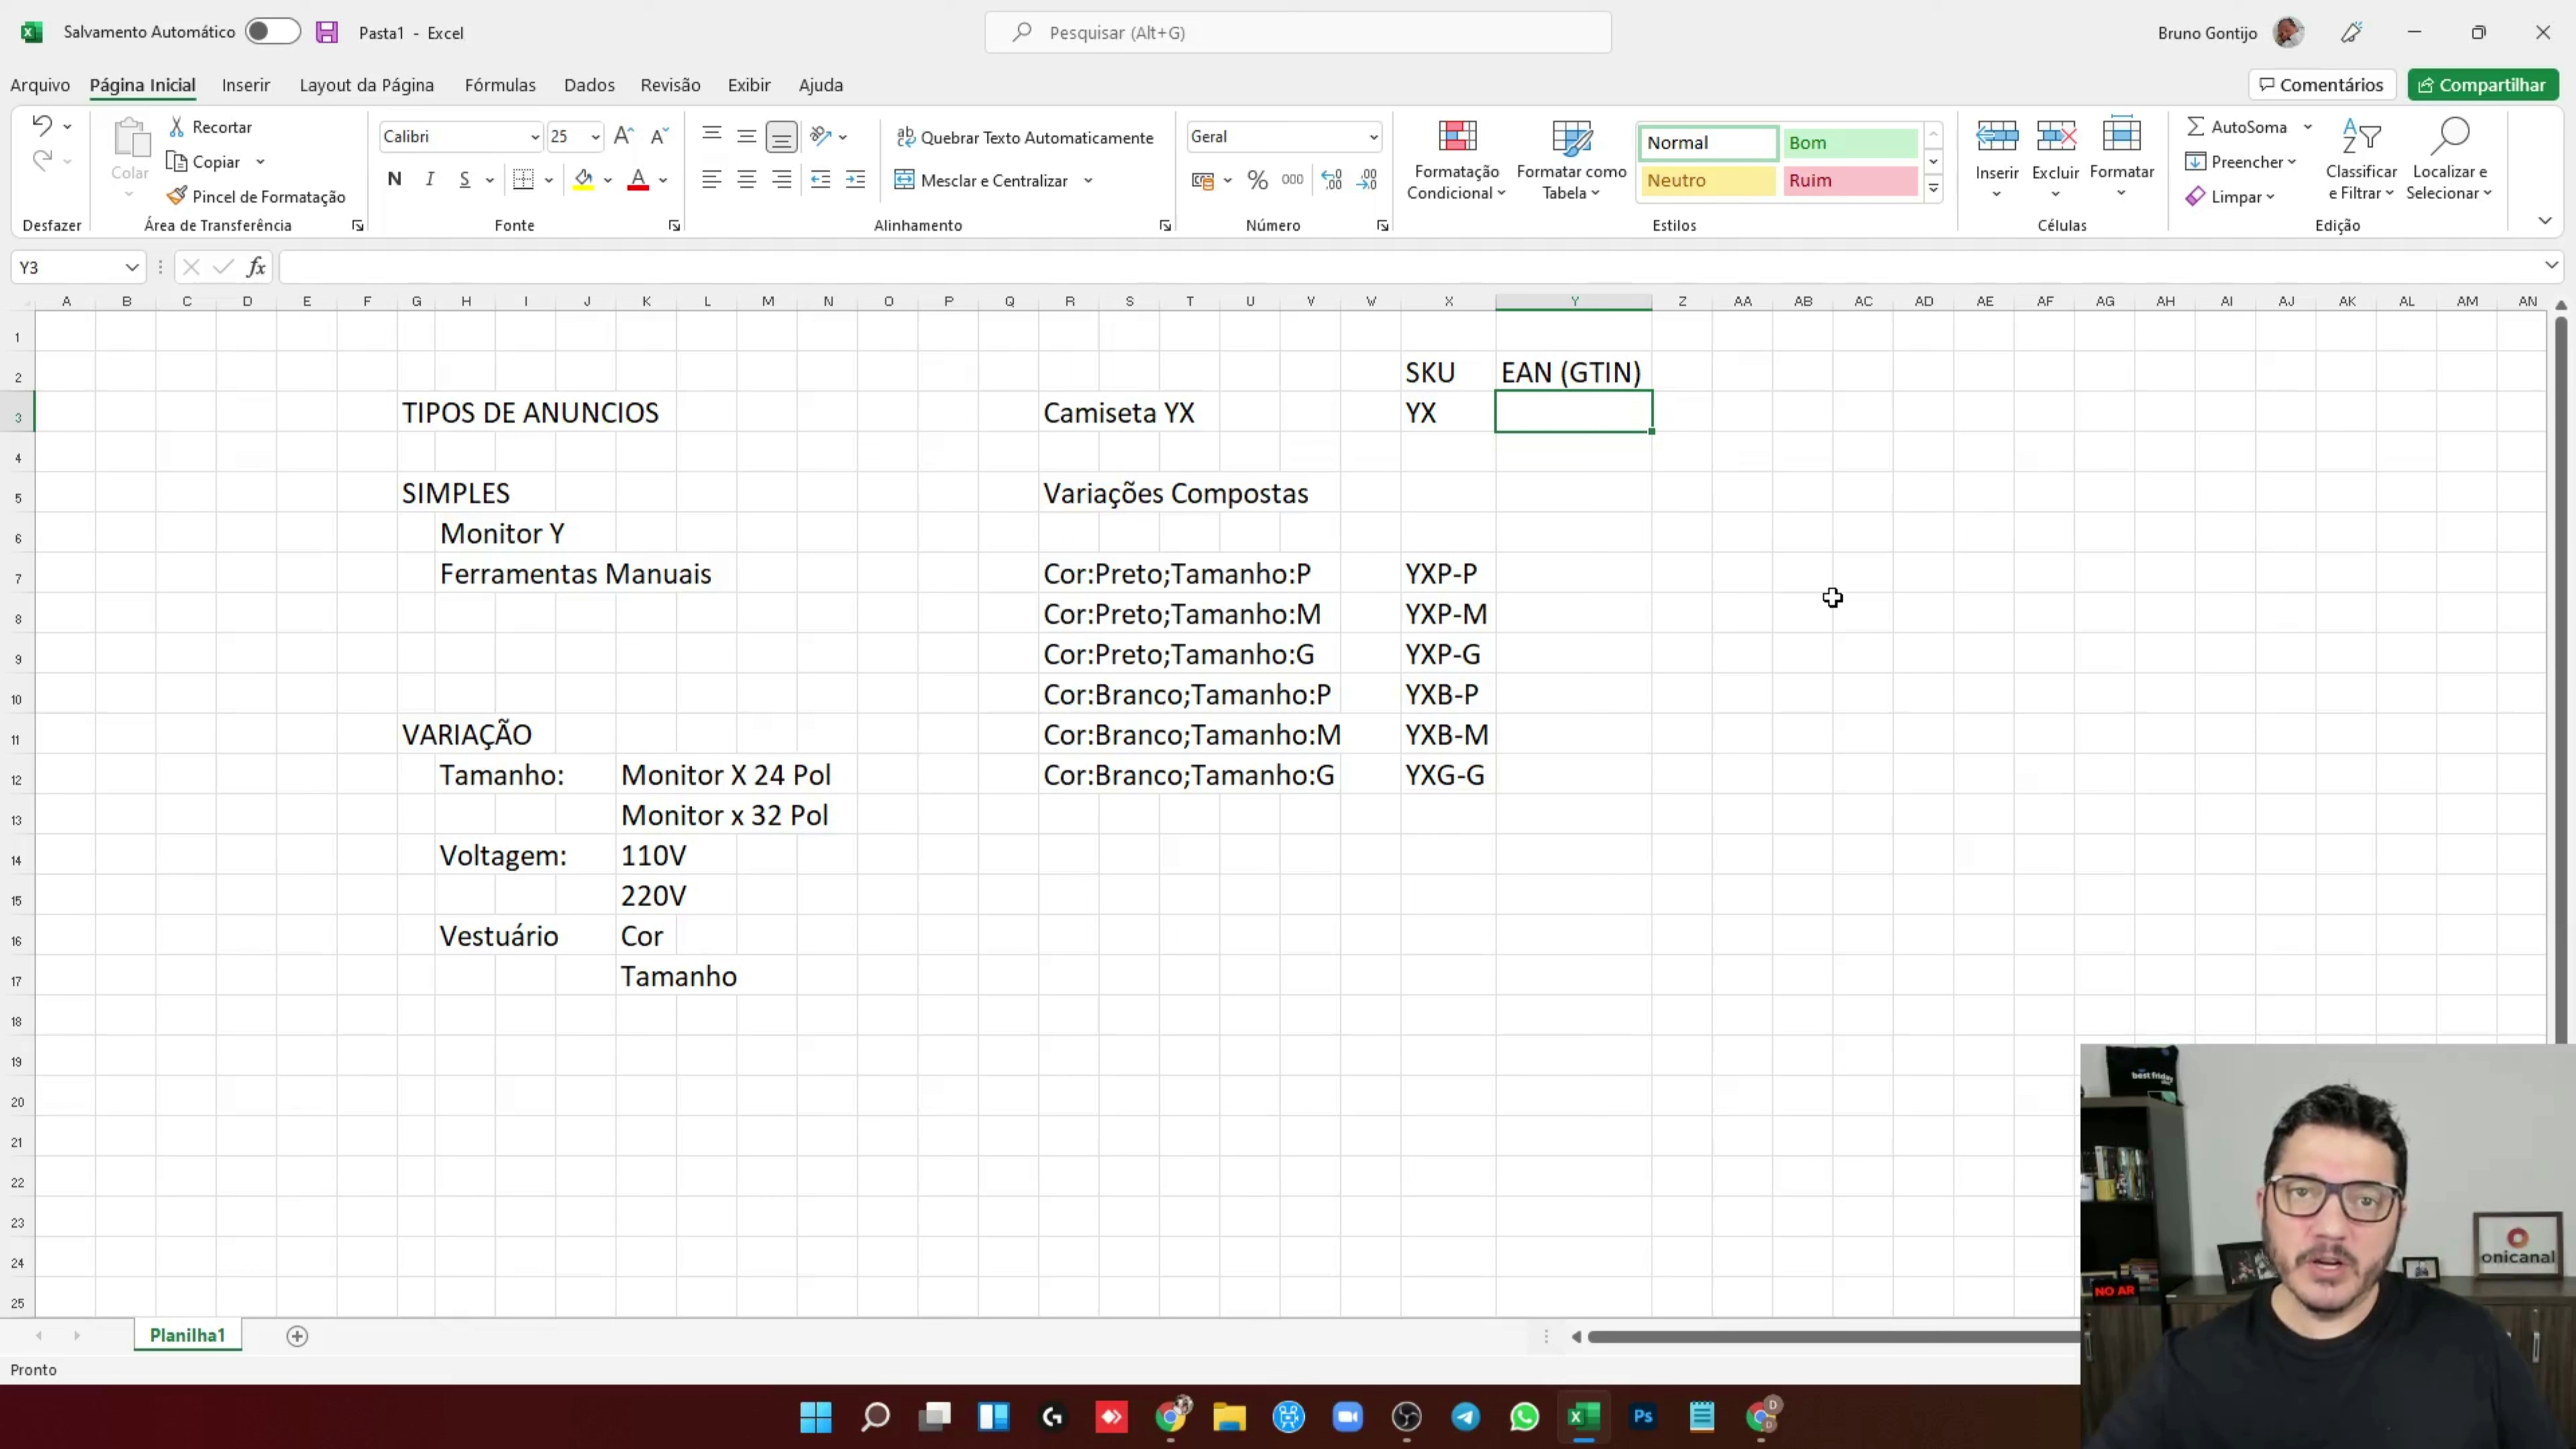 Salvamento Automático
Pasta1 - Excel
Pesquisar (Alt+G)
Bruno Gontijo
Arquivo
Página Inicial
Inserir
Layout da Página
Fórmulas
Dados
Revisão
Exibir
Ajuda
Comentários
Compartilhar
Recortar
Copiar
Pincel de Formatação
Colar
Desfazer
Área de Transferência
Calibri
25
N I S
Fonte
Quebrar Texto Automaticamente
Mesclar e Centralizar
Alinhamento
Geral
% 000
Número
Formatação Condicional
Formatar como Tabela
Normal
Bom
Neutro
Ruim
Estilos
Inserir
Excluir
Formatar
Células
AutoSoma
Preencher
Limpar
Classificar e Filtrar
Localizar e Selecionar
Edição
Y3
fx
A B C D E F G H I J K L M N O P Q R S T U V W X Y Z AA AB AC AD AE AF AG AH AI AJ AK AL AM AN
1
2 SKU EAN (GTIN)
3 TIPOS DE ANUNCIOS Camiseta YX YX
4
5 SIMPLES Variações Compostas
6 Monitor Y
7 Ferramentas Manuais Cor:Preto;Tamanho:P YXP-P
8 Cor:Preto;Tamanho:M YXP-M
9 Cor:Preto;Tamanho:G YXP-G
10 Cor:Branco;Tamanho:P YXB-P
11 VARIAÇÃO Cor:Branco;Tamanho:M YXB-M
12 Tamanho: Monitor X 24 Pol Cor:Branco;Tamanho:G YXG-G
13 Monitor x 32 Pol
14 Voltagem: 110V
15 220V
16 Vestuário Cor
17 Tamanho
18
19
20
21
22
23
24
25
best friday
onicanal
NO AR
Planilha1
Pronto
Ps
D
D